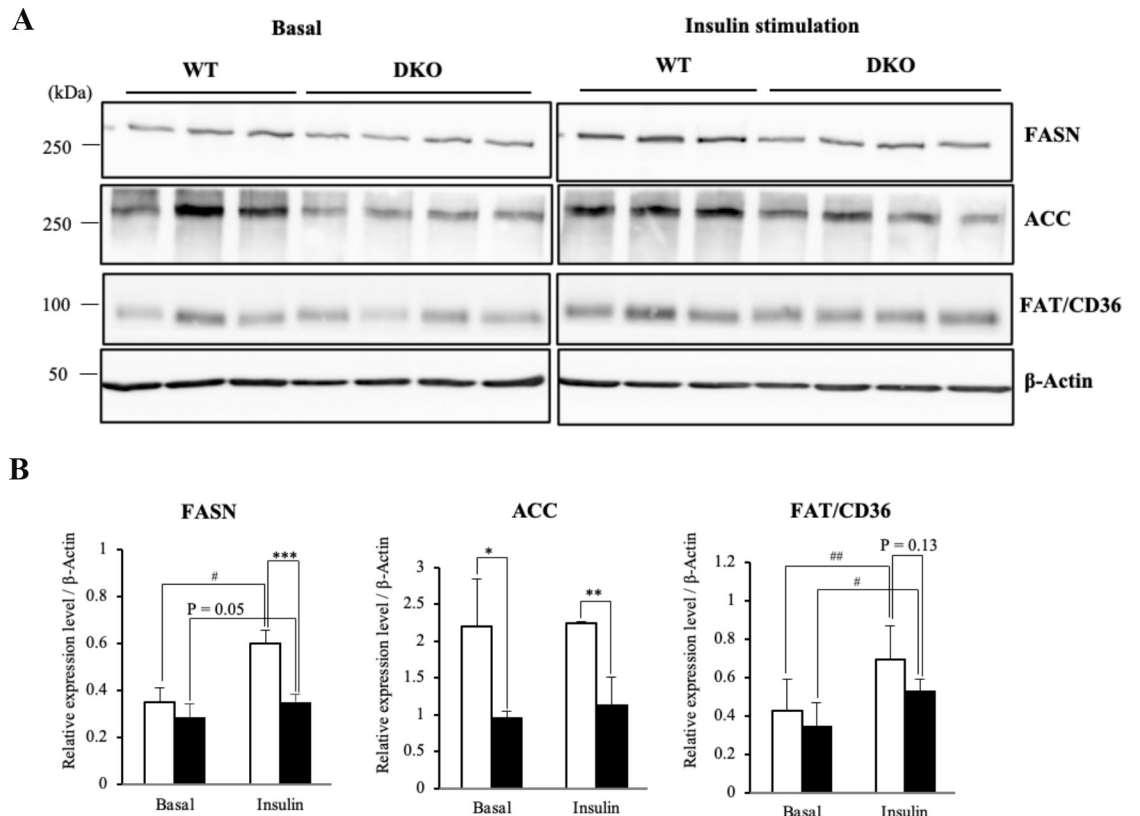 A
Basal
Insulin stimulation
WT
DKO
WT
DKO
(kDa)
250
FASN
250
ACC
100
FAT/CD36
50
β-Actin
B
FASN
Relative expression level / β-Actin
1
0.8
0.6
0.4
0.2
0
#
***
P = 0.05
Basal
Insulin
ACC
Relative expression level / β-Actin
3
2.5
2
1.5
1
0.5
0
*
**
Basal
Insulin
FAT/CD36
Relative expression level / β-Actin
1.2
1
0.8
0.6
0.4
0.2
0
P = 0.13
##
#
Basal
Insulin